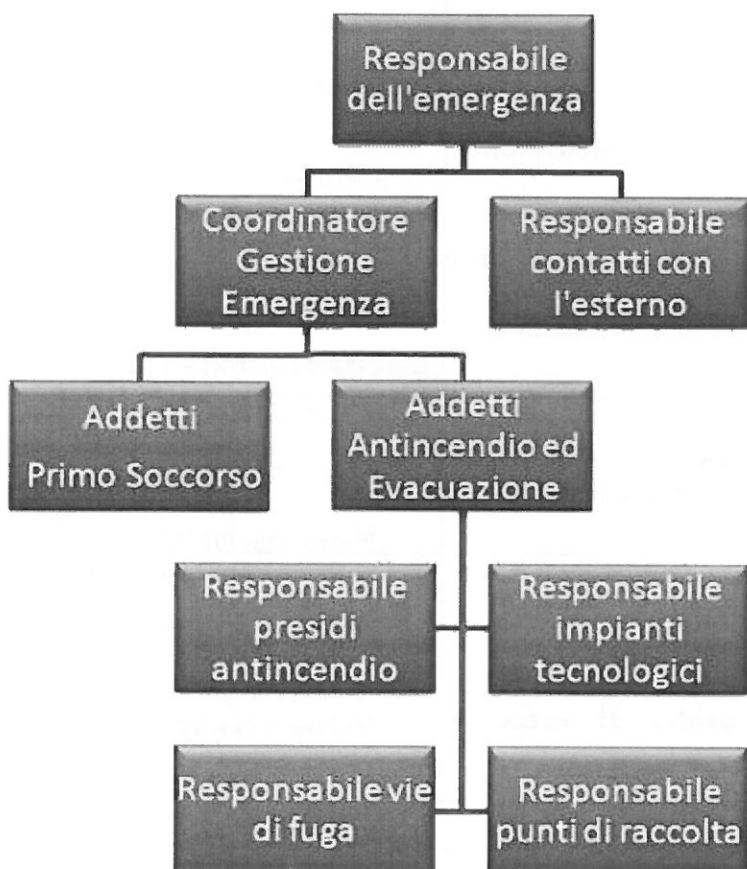 Responsabile
dell'emergenza
Coordinatore
Gestione
Emergenza
Responsabile
contatti con
l'esterno
Addetti
Primo Soccorso
Addetti
Antincendio ed
Evacuazione
Responsabile
presidi
antincendio
Responsabile
impianti
tecnologici
Responsabile vie
di fuga
Responsabile
punti di raccolta